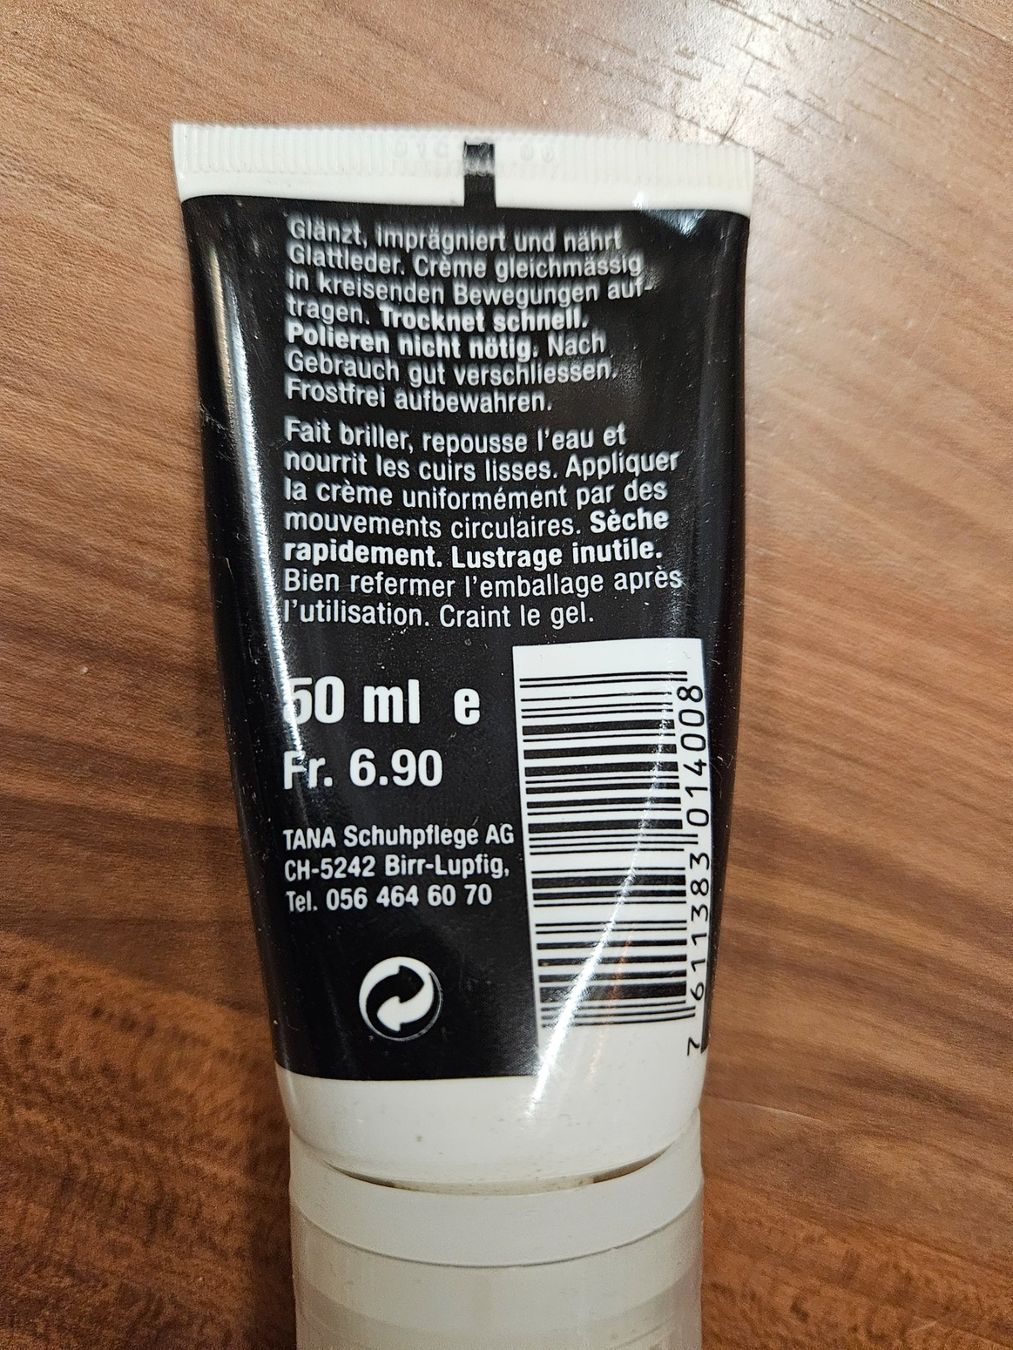 Glänzt, imprägniert und nährt
Glattleder. Crème gleichmässig
in kreisenden Bewegungen auf-
tragen. Trocknet schnell.
Polieren nicht nötig. Nach
Gebrauch gut verschliessen.
Frostfrei aufbewahren.
Fait briller, repousse l'eau et
nourrit les cuirs lisses. Appliquer
la crème uniformément par des
mouvements circulaires. Sèche
rapidement. Lustrage inutile.
Bien refermer l'emballage après
l'utilisation. Craint le gel.
50 ml e
Fr. 6.90
TANA Schuhpflege AG
CH-5242 Birr-Lupfig,
Tel. 056 464 60 70
7 611383 014008